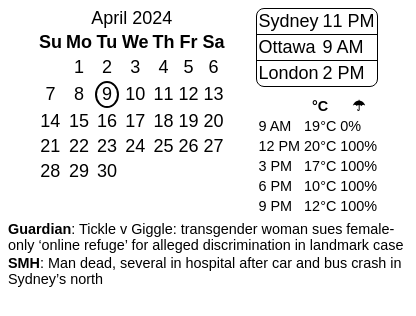 April 2024
Su Mo Tu We Th Fr Sa
1 2 3 4 5 6
7 8 9 10 11 12 13
14 15 16 17 18 19 20
21 22 23 24 25 26 27
28 29 30
Sydney 11 PM
Ottawa 9 AM
London 2 PM
°C ☂
9 AM 19°C 0%
12 PM 20°C 100%
3 PM 17°C 100%
6 PM 10°C 100%
9 PM 12°C 100%
Guardian: Tickle v Giggle: transgender woman sues female-
only ‘online refuge’ for alleged discrimination in landmark case
SMH: Man dead, several in hospital after car and bus crash in
Sydney’s north